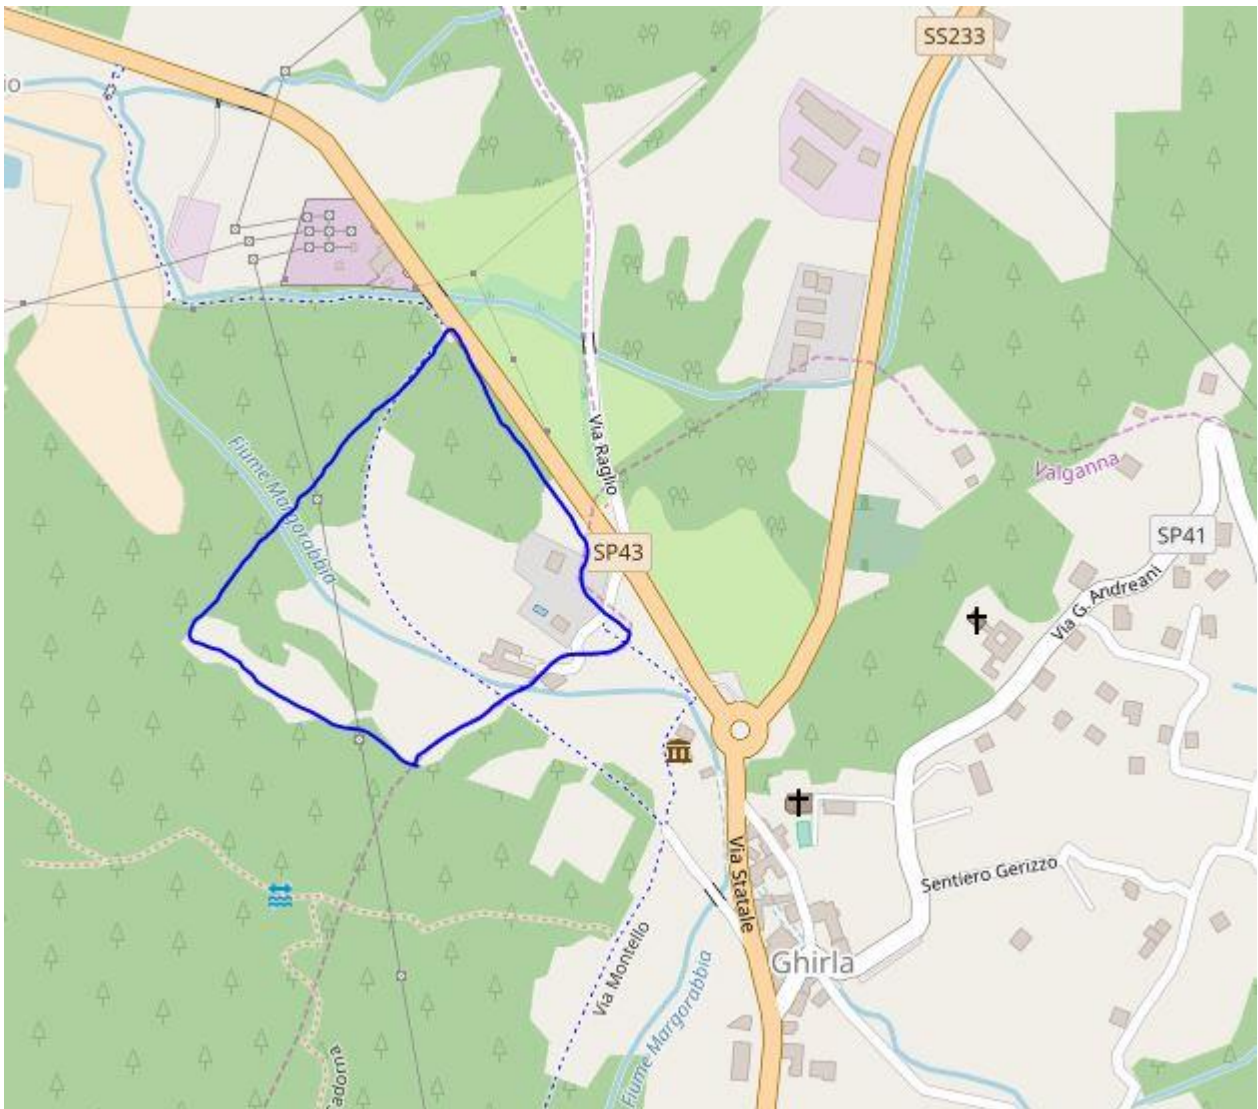 SS233
io
Via Raglio
Valganna
Fiume Margorabbia
SP43
SP41
Via G. Andreani
Via Statale
Sentiero Gerizzo
Ghirla
Via Montello
Fiume Margorabbia
adorna